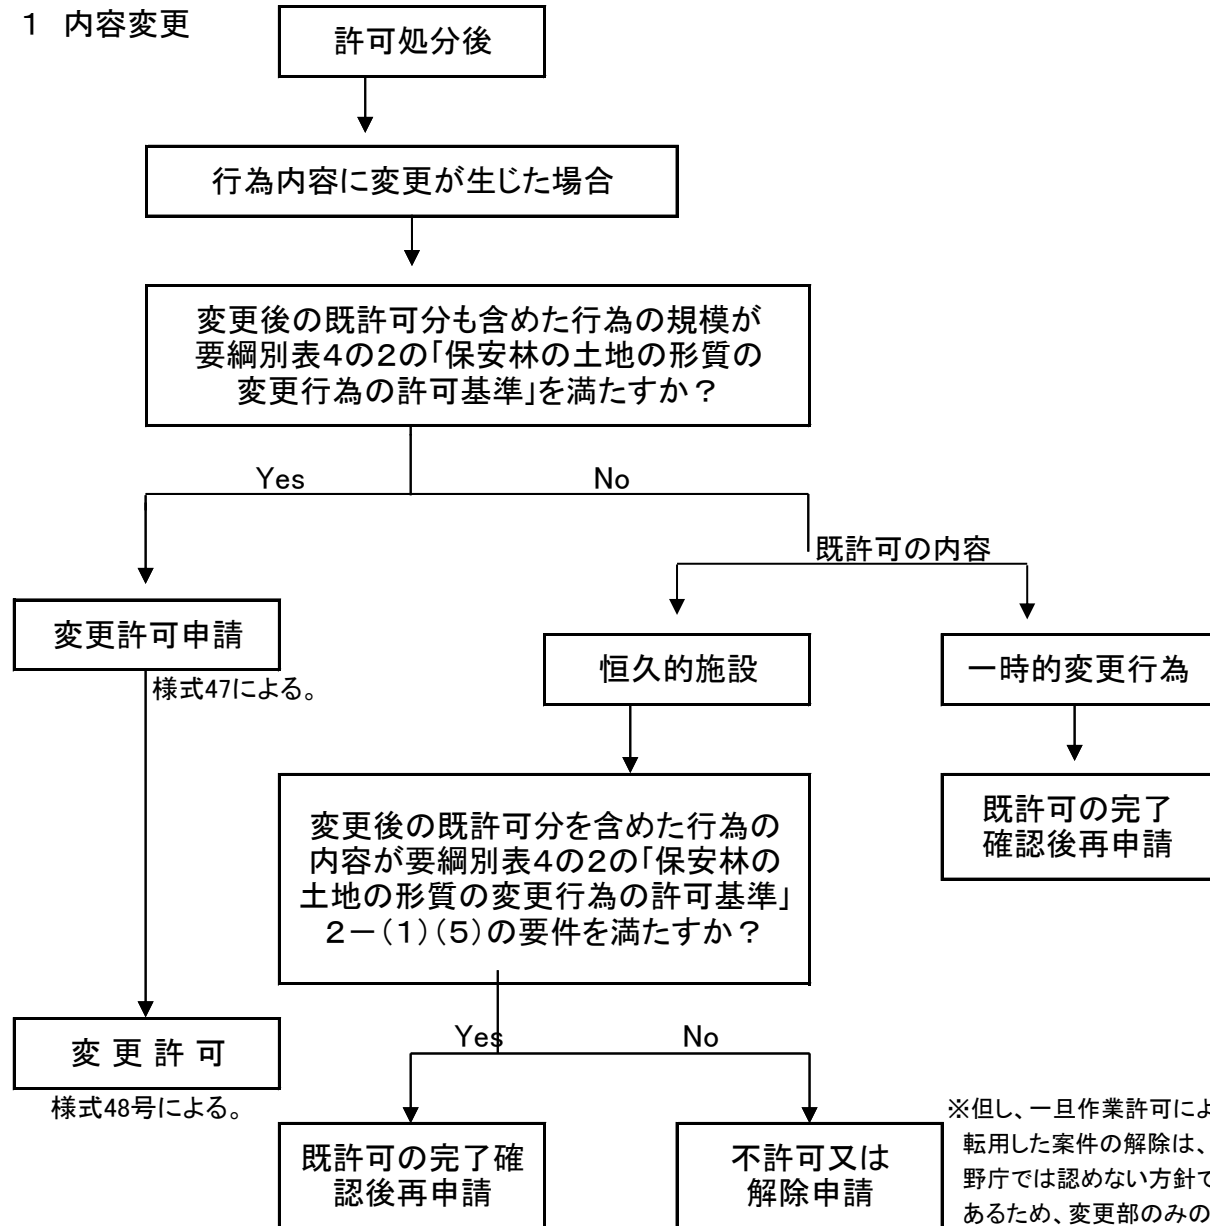 1 内容変更
許可処分後
行為内容に変更が生じた場合
変更後の既許可分も含めた行為の規模が
要綱別表4の2の「保安林の土地の形質の
変更行為の許可基準」を満たすか？
Yes
No
既許可の内容
変更許可申請
様式47による。
恒久的施設
一時的変更行為
変更後の既許可分を含めた行為の
内容が要綱別表4の2の「保安林の
土地の形質の変更行為の許可基準」
2－(1)(5)の要件を満たすか？
既許可の完了
確認後再申請
変 更 許 可
様式48号による。
Yes
No
既許可の完了確
認後再申請
不許可又は
解除申請
※但し、一旦作業許可によ
転用した案件の解除は、
野庁では認めない方針で
あるため、変更部のみの